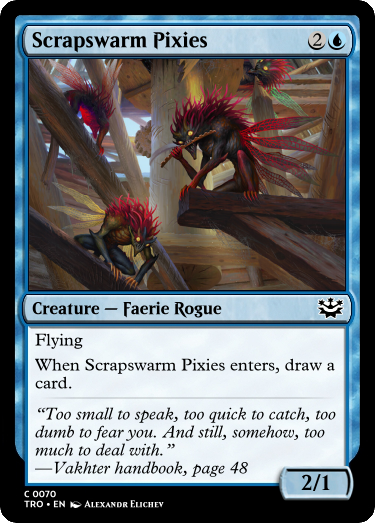 Scrapswarm Pixies 2
Creature — Faerie Rogue
Flying
When Scrapswarm Pixies enters, draw a
card.
“Too small to speak, too quick to catch, too
dumb to fear you. And still, somehow, too
much to deal with.”
—Vakhter handbook, page 48
2/1
C 0070
TRO • EN Alexandr Elichev